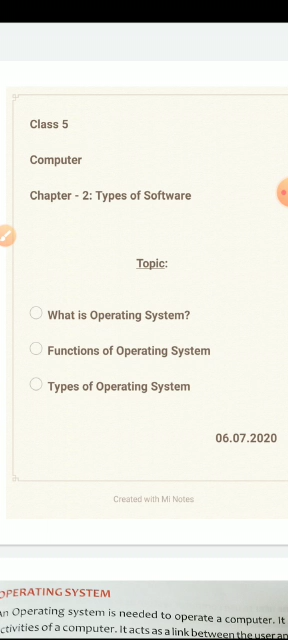 Class 5
Computer
Chapter - 2: Types of Software
Topic:
What is Operating System?
Functions of Operating System
Types of Operating System
06.07.2020
Created with MI Notes
OPERATING SYSTEM
An Operating system is needed to operate a computer. It
ctivities of a computer. It acts as a link between the user an